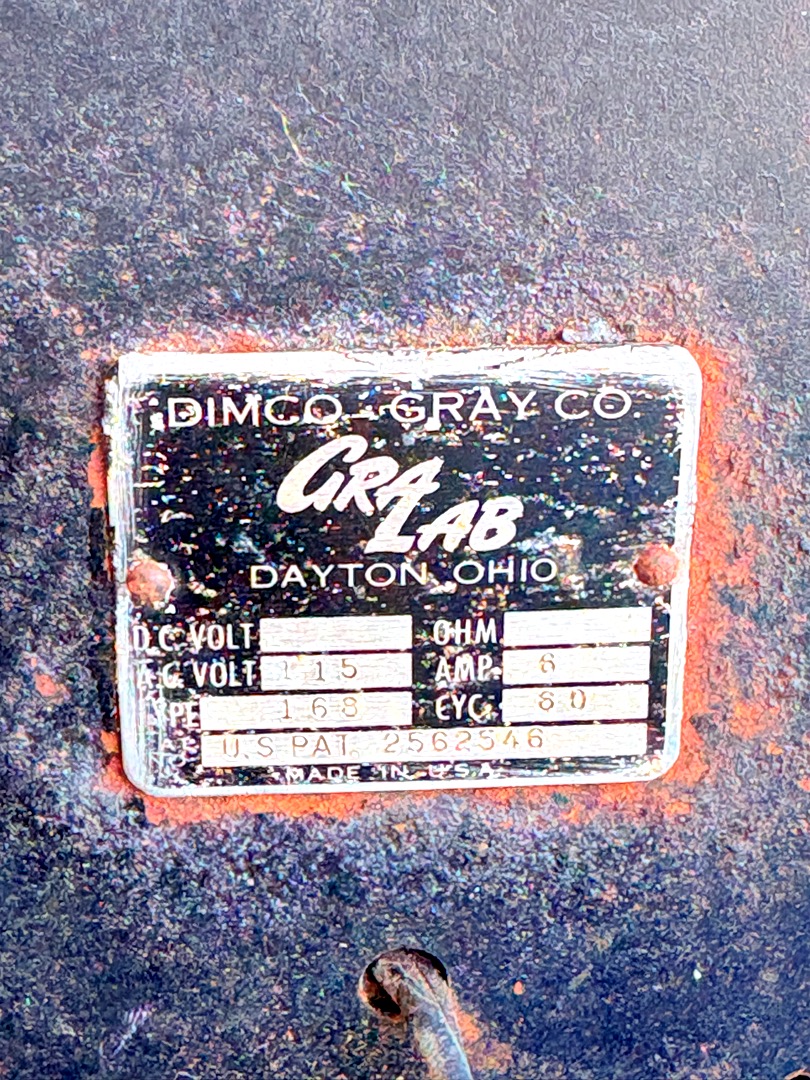 DIMCO-GRAY CO.
GRA
LAB
DAYTON, OHIO
D.C. VOLT OHM
A.C. VOLT 115 AMP. 6
168 CYC. 60
U.S PAT. 2562546
MADE IN U.S.A.